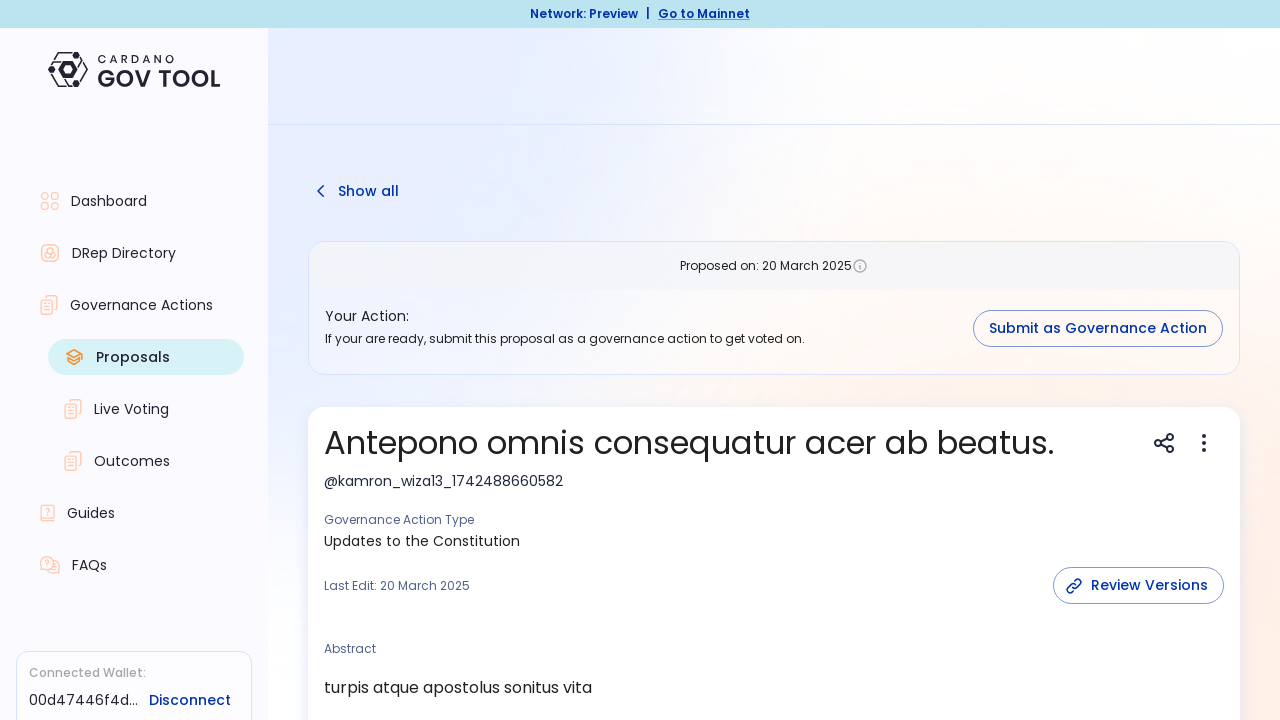 Network: Preview | Go to Mainnet
CARDANO
GOV TOOL
Dashboard
DRep Directory
Governance Actions
Proposals
Live Voting
Outcomes
Guides
FAQs
Connected Wallet:
00d47446f4d... Disconnect
Show all
Proposed on: 20 March 2025
Your Action:
If your are ready, submit this proposal as a governance action to get voted on.
Submit as Governance Action
Antepono omnis consequatur acer ab beatus.
@kamron_wiza13_1742488660582
Governance Action Type
Updates to the Constitution
Last Edit: 20 March 2025
Review Versions
Abstract
turpis atque apostolus sonitus vita